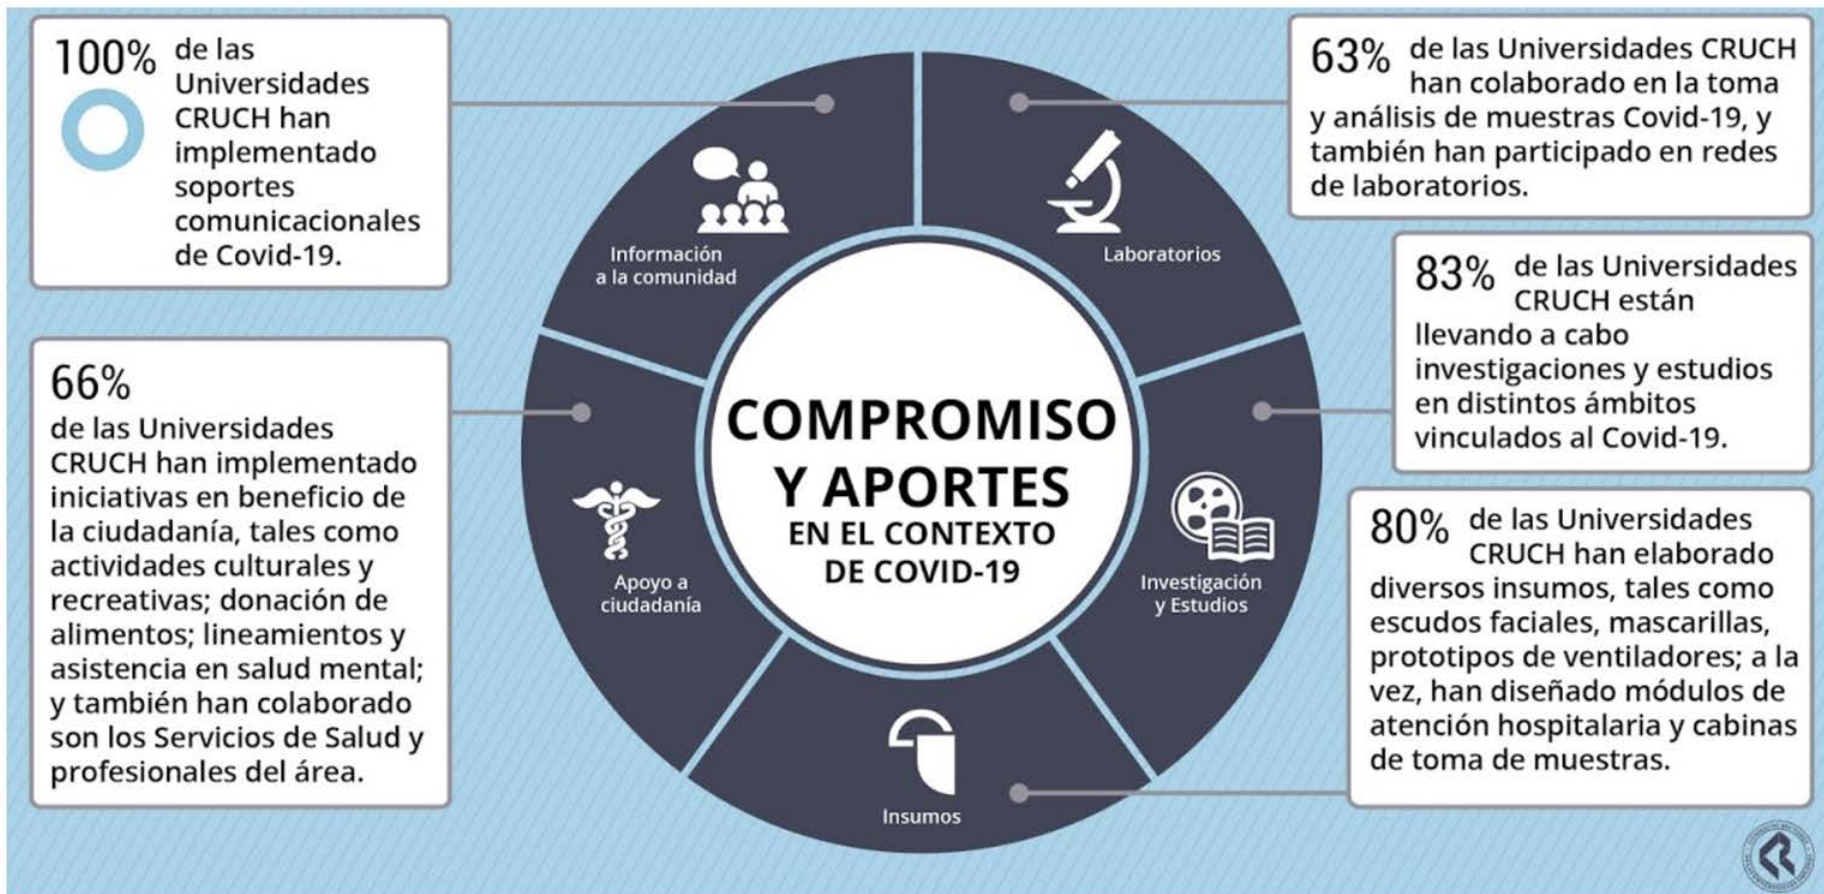 100% de las
Universidades
CRUCH han
implementado
soportes
comunicacionales
de Covid-19.
63% de las Universidades CRUCH
han colaborado en la toma
y análisis de muestras Covid-19, y
también han participado en redes
de laboratorios.
Información
a la comunidad
Laboratorios
83% de las Universidades
CRUCH están
llevando a cabo
investigaciones y estudios
en distintos ámbitos
vinculados al Covid-19.
66%
de las Universidades
CRUCH han implementado
iniciativas en beneficio de
la ciudadanía, tales como
actividades culturales y
recreativas; donación de
alimentos; lineamientos y
asistencia en salud mental;
y también han colaborado
son los Servicios de Salud y
profesionales del área.
COMPROMISO
Y APORTES
EN EL CONTEXTO
DE COVID-19
Apoyo a
ciudadanía
Investigación
y Estudios
80% de las Universidades
CRUCH han elaborado
diversos insumos, tales como
escudos faciales, mascarillas,
prototipos de ventiladores; a la
vez, han diseñado módulos de
atención hospitalaria y cabinas
de toma de muestras.
Insumos